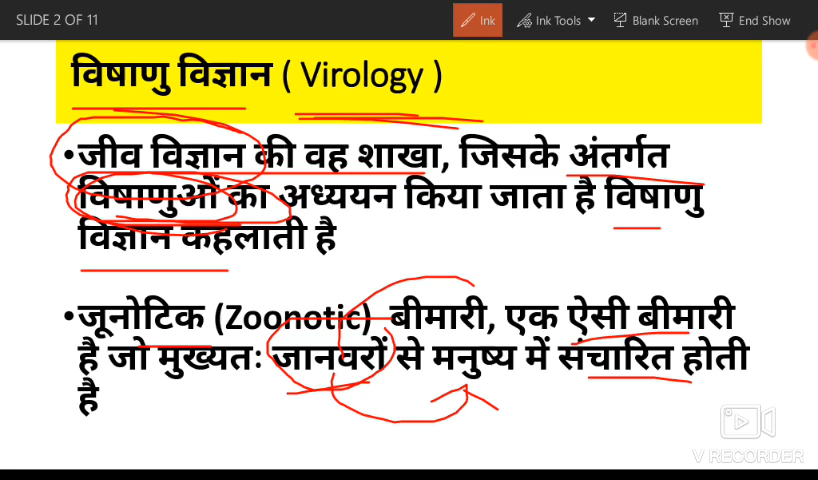 SLIDE 2 OF 11
Ink
Ink Tools
Blank Screen
End Show
विषाणु विज्ञान ( Virology )
•जीव विज्ञान की वह शाखा, जिसके अंतर्गत
विषाणुओं का अध्ययन किया जाता है विषाणु
विज्ञान कहलाती है
•जूनोटिक (Zoonotic) बीमारी, एक ऐसी बीमारी
है जो मुख्यतः जानवरों से मनुष्य में संचारित होती
है
V RECORDER